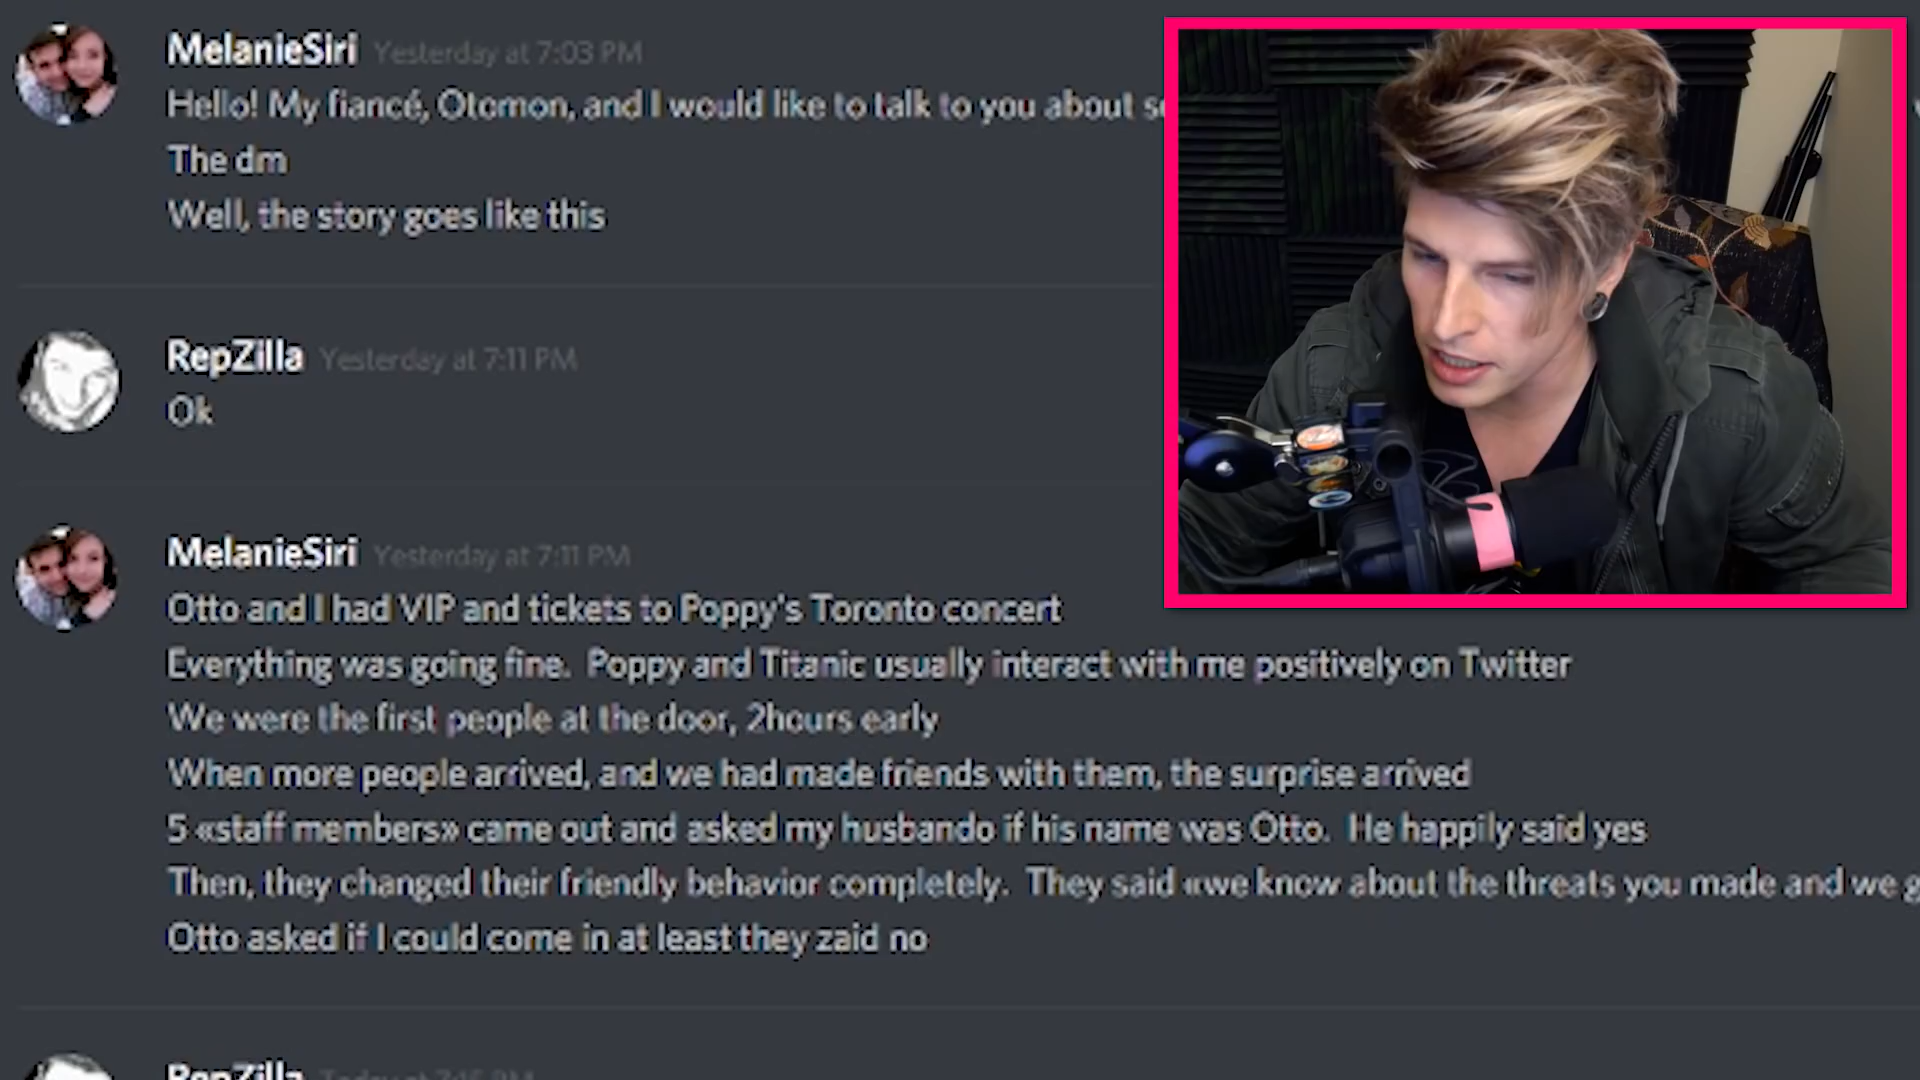 MelanieSiri Yesterday at 7:03 PM
Hello! My fiancé, Otomon, and I would like to talk to you about
The dm
Well, the story goes like this
RepZilla Yesterday at 7:11 PM
Ok
MelanieSiri Yesterday at 7:11 PM
Otto and I had VIP and tickets to Poppy's Toronto concert
Everything was going fine. Poppy and Titanic usually interact with me positively on Twitter
We were the first people at the door, 2hours early
When more people arrived, and we had made friends with them, the surprise arrived
5 «staff members» came out and asked my husbando if his name was Otto. He happily said yes
Then, they changed their friendly behavior completely. They said «we know about the threats you made and we
Otto asked if I could come in at least they zaid no
RepZilla Today at 7:15 PM